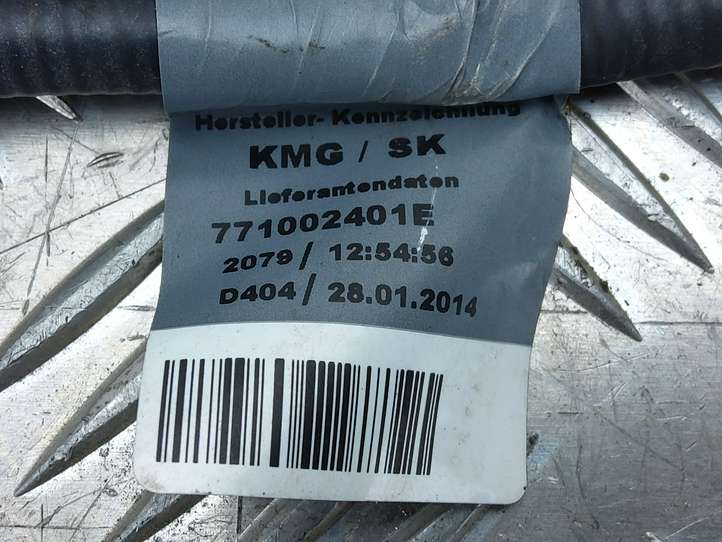 Hersteller- Kennzeichnung
KMG / SK
Lieferantendaten
771002401E
2079/ 12:54:56
D404/ 28.01.2014